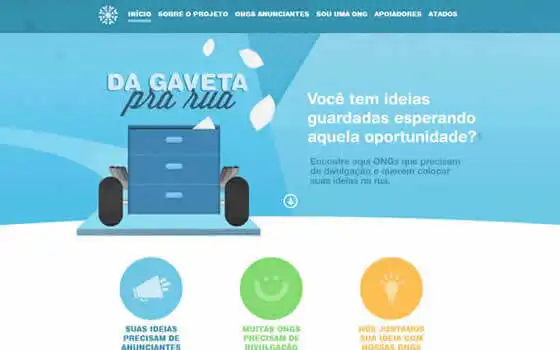 INÍCIO SOBRE O PROJETO ONGS ANUNCIANTES SOU UMA ONG APOIADORES ATADOS
DA GAVETA
pra rua
Você tem ideias
guardadas esperando
aquela oportunidade?
Encontre aqui ONGs que precisam
de divulgação e querem colocar
suas ideias na rua.
SUAS IDEIAS
PRECISAM DE
ANUNCIANTES
MUITAS ONGS
PRECISAM DE
DIVULGAÇÃO
NÓS JUNTAMOS
SUA IDEIA COM
NOSSAS ONGS